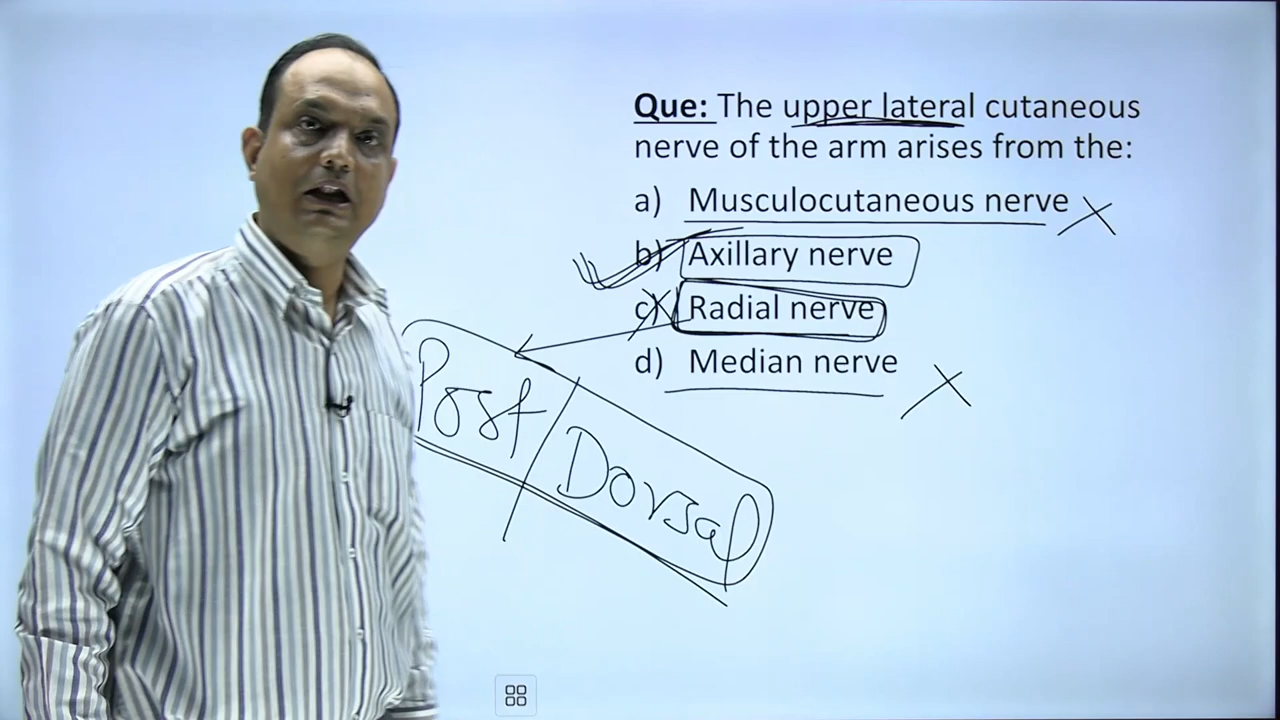 Que: The upper lateral cutaneous
nerve of the arm arises from the:
a) Musculocutaneous nerve
b) Axillary nerve
c) Radial nerve
d) Median nerve
Post/Dorsal